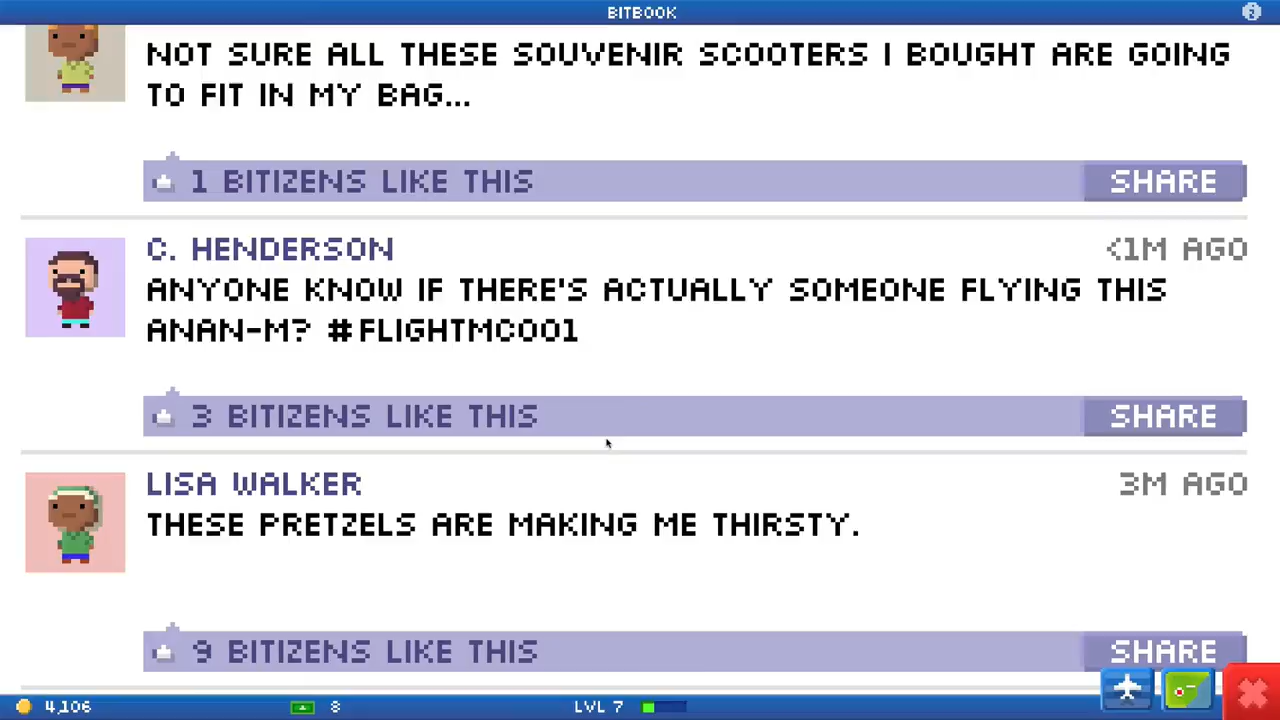 BITBOOK
NOT SURE ALL THESE SOUVENIR SCOOTERS I BOUGHT ARE GOING
TO FIT IN MY BAG...
1 BITIZENS LIKE THIS SHARE
C. HENDERSON <1M AGO
ANYONE KNOW IF THERE'S ACTUALLY SOMEONE FLYING THIS
ANAN-M? #FLIGHTMC001
3 BITIZENS LIKE THIS SHARE
LISA WALKER 3M AGO
THESE PRETZELS ARE MAKING ME THIRSTY.
9 BITIZENS LIKE THIS SHARE
4,106 8 LVL 7